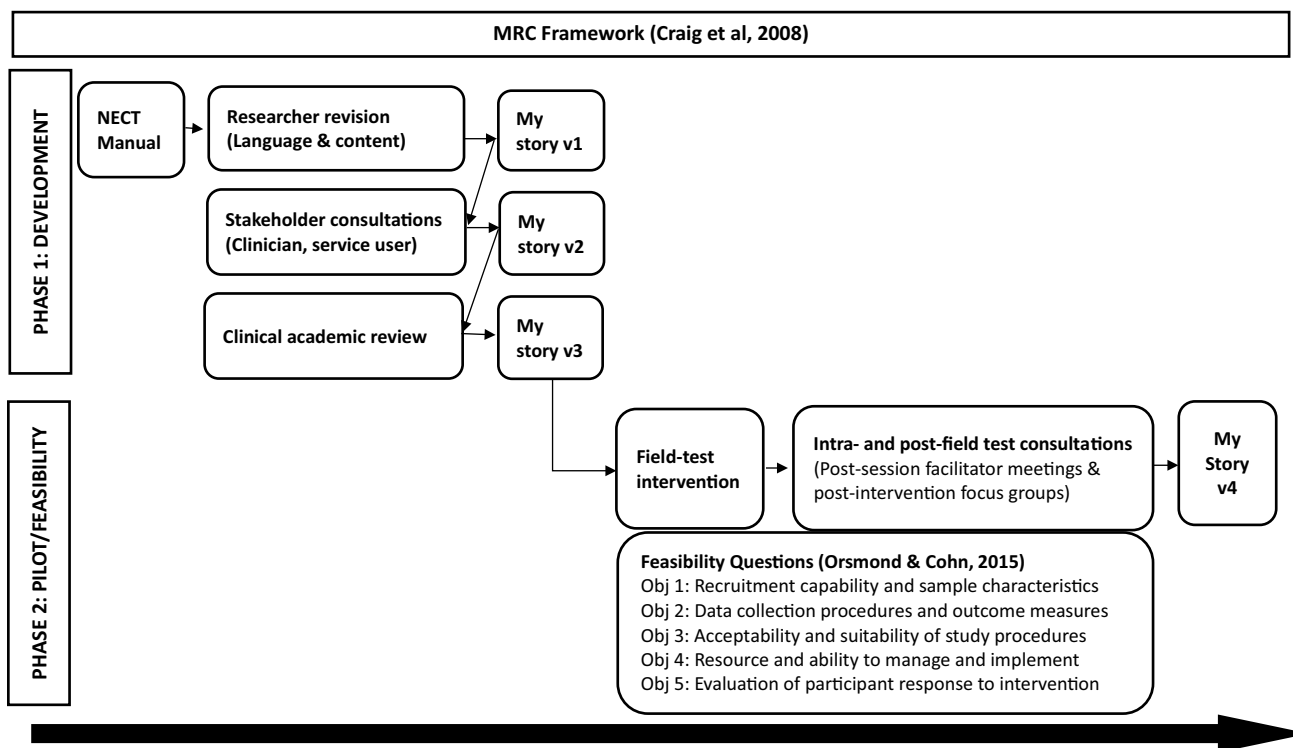 MRC Framework (Craig et al, 2008)
PHASE 1: DEVELOPMENT
NECT
Manual
Researcher revision
(Language & content)
My
story v1
Stakeholder consultations
(Clinician, service user)
My
story v2
Clinical academic review
My
story v3
PHASE 2: PILOT/FEASIBILITY
Field-test
intervention
Intra- and post-field test consultations
(Post-session facilitator meetings &
post-intervention focus groups)
My
Story
v4
Feasibility Questions (Orsmond & Cohn, 2015)
Obj 1: Recruitment capability and sample characteristics
Obj 2: Data collection procedures and outcome measures
Obj 3: Acceptability and suitability of study procedures
Obj 4: Resource and ability to manage and implement
Obj 5: Evaluation of participant response to intervention